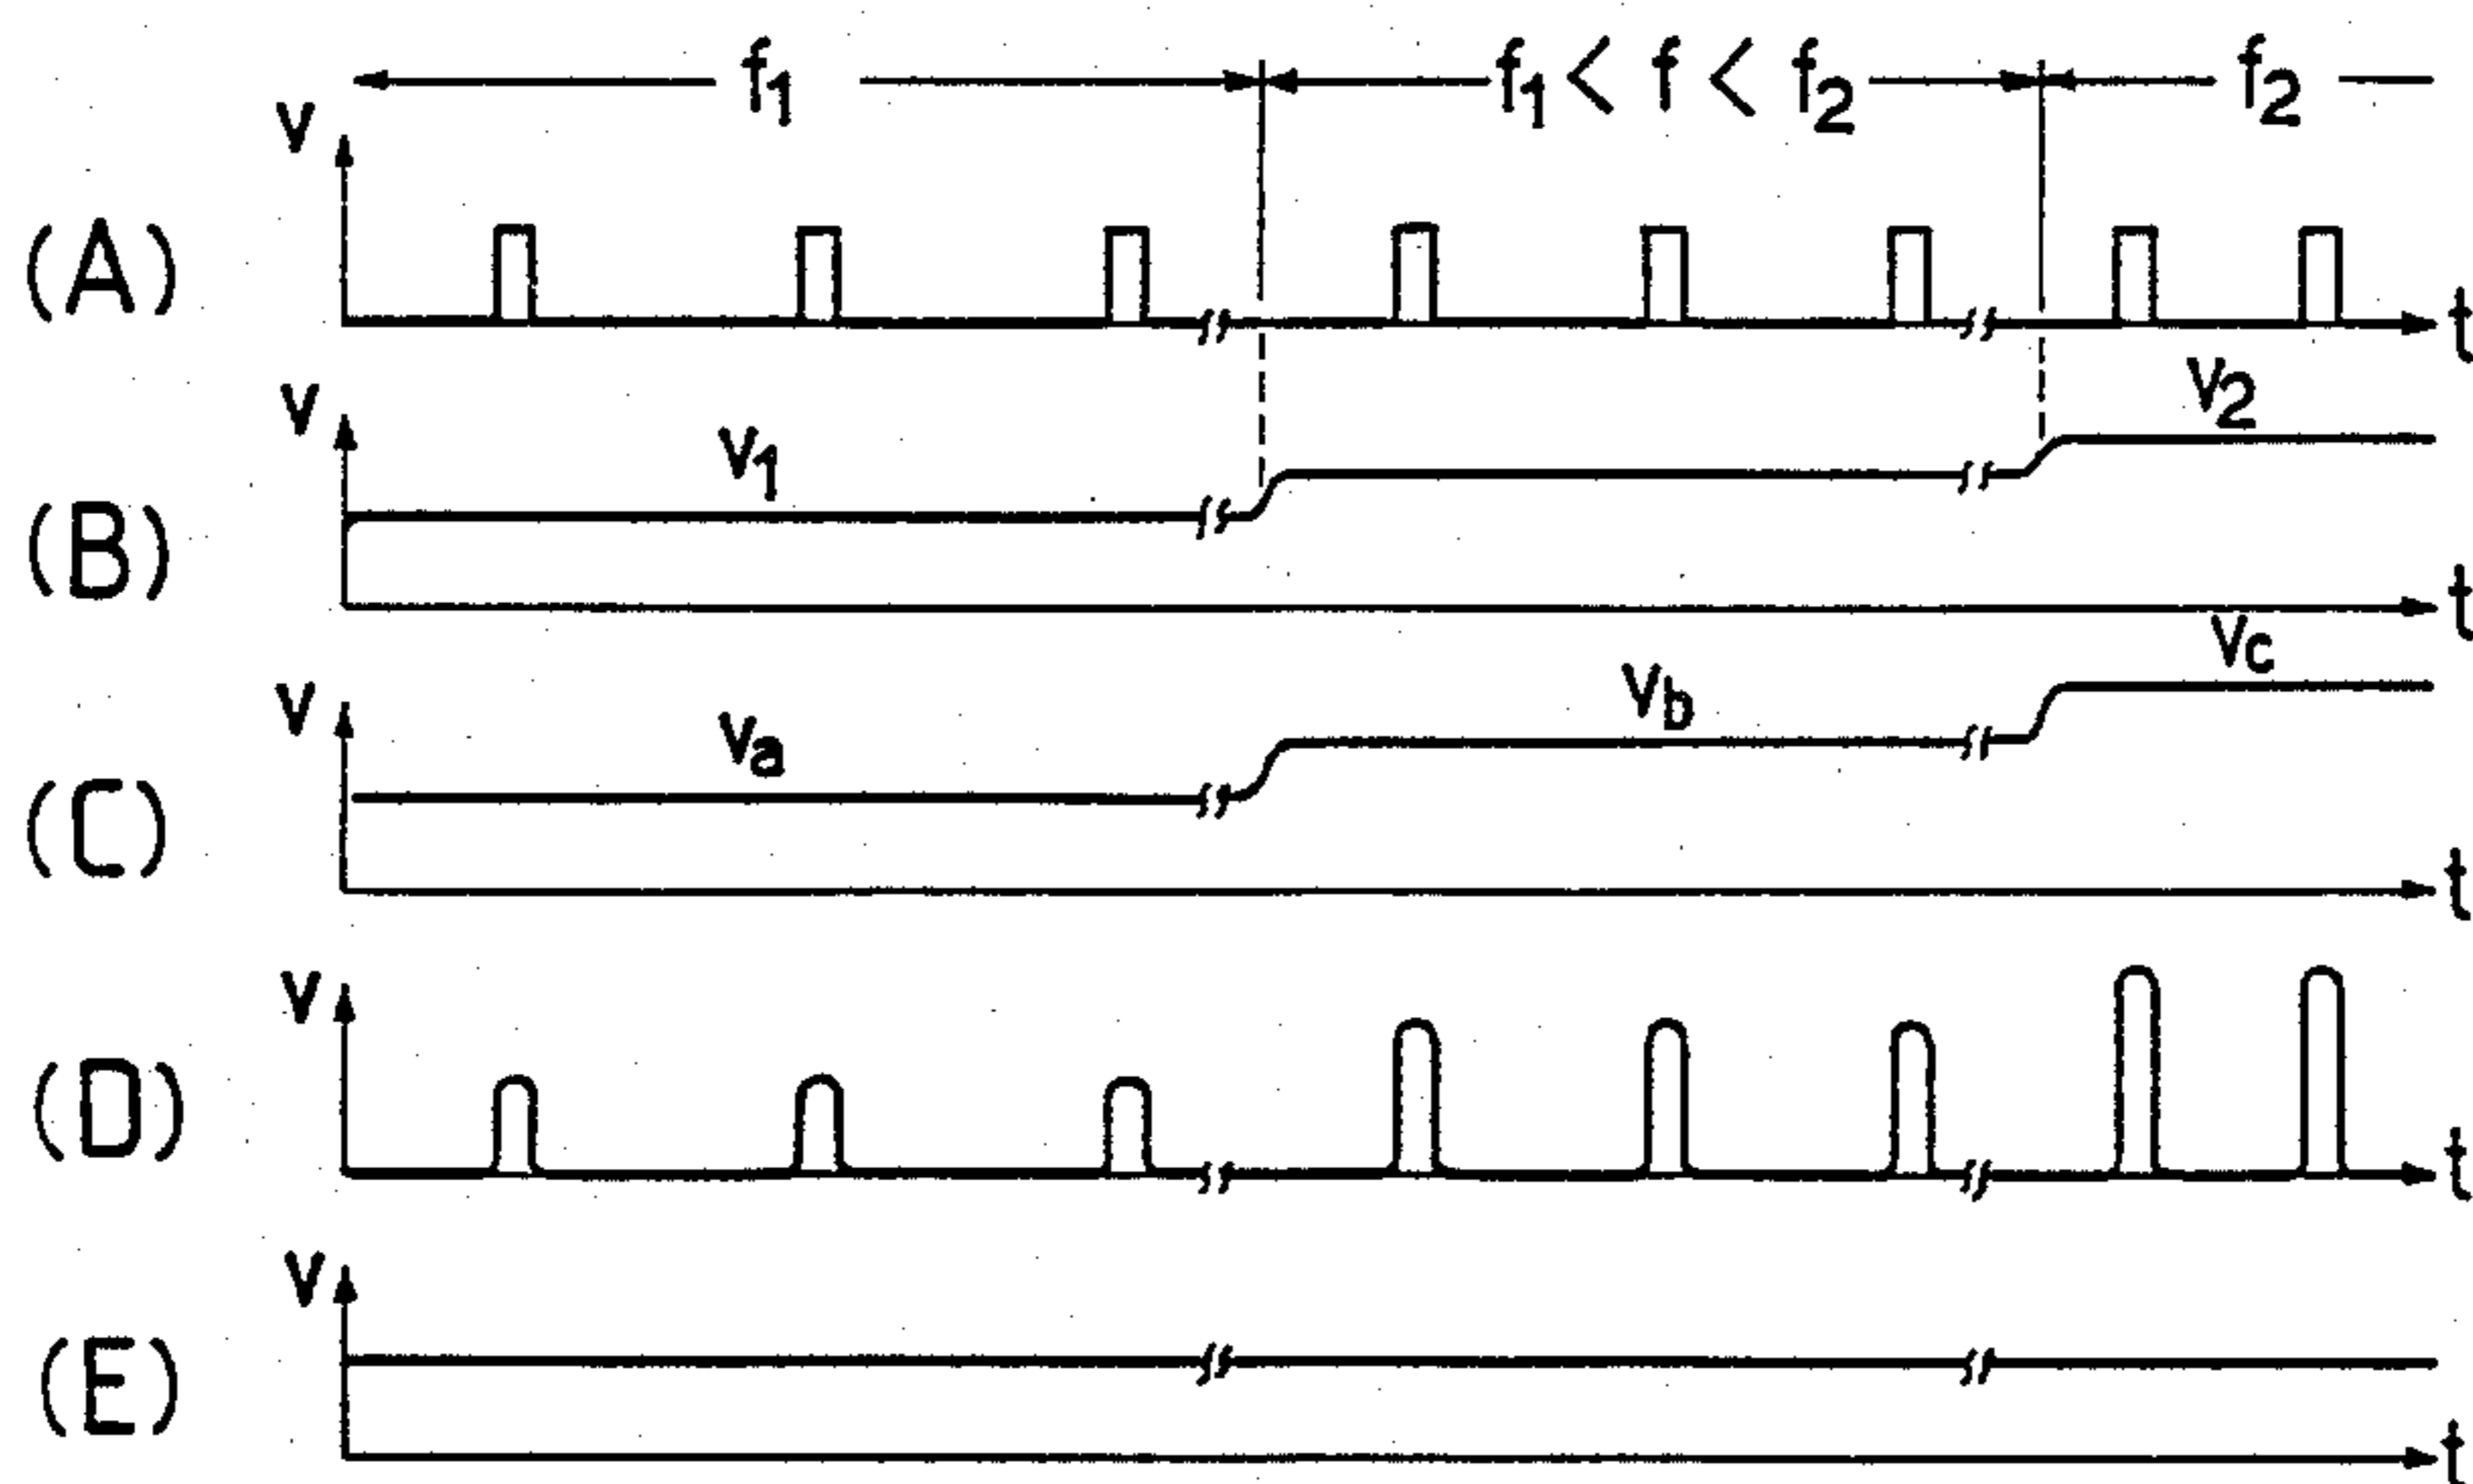 f1 f1 < f < f2 f2
v
(A)
t
v v1 v2
(B)
t
v va vb vc
(C)
t
v
(D)
t
v
(E)
t